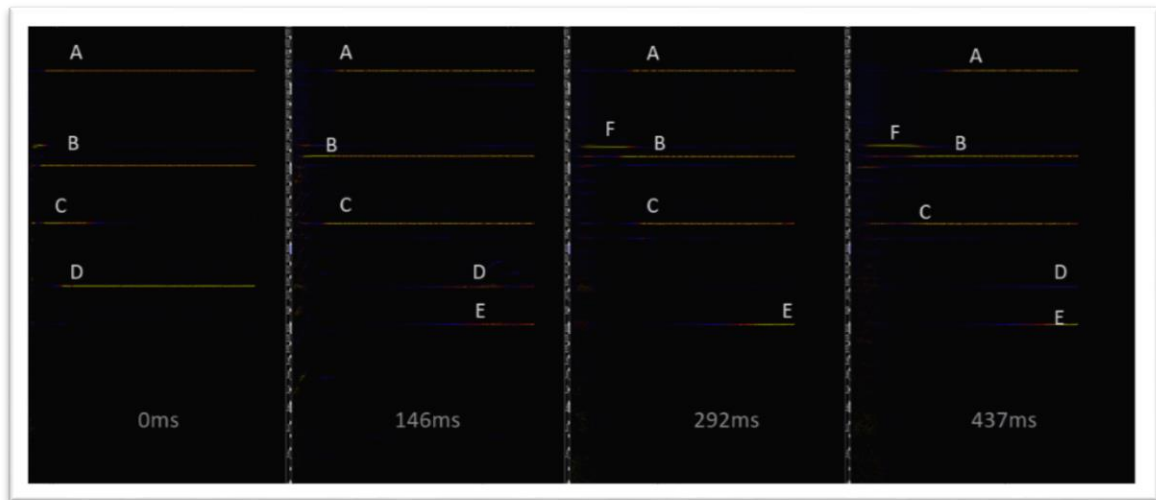 A A A A
F F
B B B B
C C C C
D D D
E E E
0ms 146ms 292ms 437ms